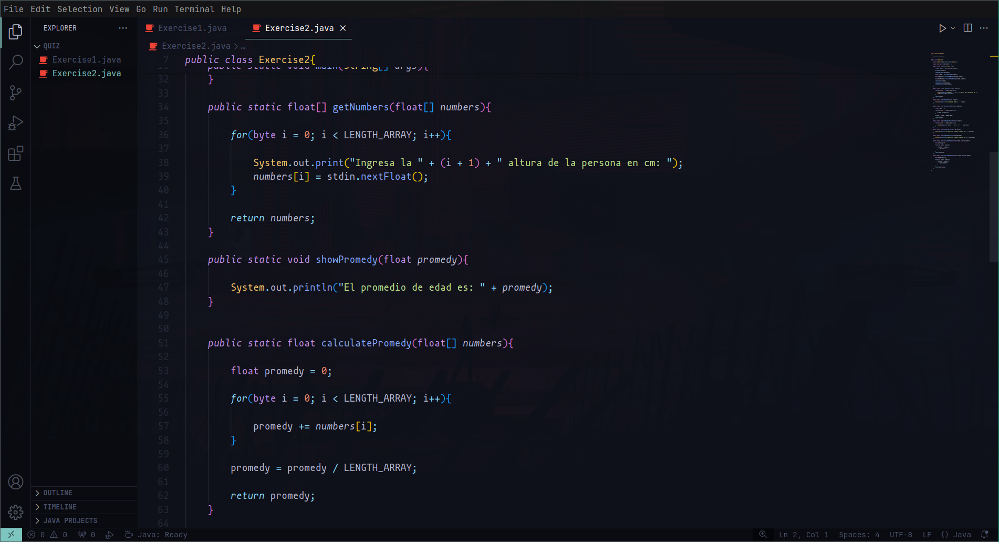 File Edit Selection View Go Run Terminal Help
EXPLORER ···
QUIZ
Exercise1.java
Exercise2.java
OUTLINE
TIMELINE
JAVA PROJECTS
Exercise1.java Exercise2.java
Exercise2.java > …
7 public class Exercise2{
public static void main(String[] args){
32 }
33
34 public static float[] getNumbers(float[] numbers){
35
36 for(byte i = 0; i < LENGTH_ARRAY; i++){
37
38 System.out.print("Ingresa la " + (i + 1) + " altura de la persona en cm: ");
39 numbers[i] = stdin.nextFloat();
40 }
41
42 return numbers;
43 }
44
45 public static void showPromedy(float promedy){
46
47 System.out.println("El promedio de edad es: " + promedy);
48 }
49
50
51 public static float calculatePromedy(float[] numbers){
52
53 float promedy = 0;
54
55 for(byte i = 0; i < LENGTH_ARRAY; i++){
56
57 promedy += numbers[i];
58 }
59
60 promedy = promedy / LENGTH_ARRAY;
61
62 return promedy;
63 }
64
0 0 0 Java: Ready Ln 2, Col 1 Spaces: 4 UTF-8 LF {} Java